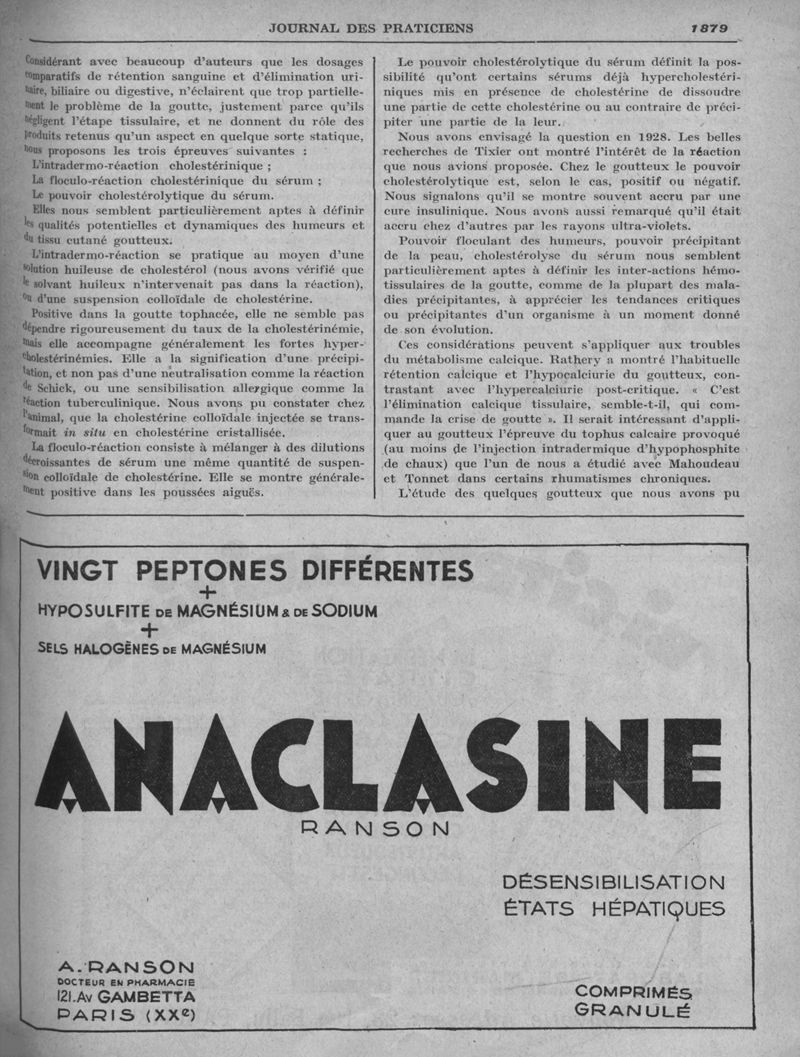 JOURNAL DES PRATICIENS
1879
Considérant avec beaucoup d'auteurs que les dosages
comparatifs de rétention sanguine et d'élimination uri-
naire, biliaire ou digestive, n'éclairent que trop partielle-
ment le problème de la goutte, justement parce qu'ils
négligent l'étape tissulaire, et ne donnent du rôle des
produits retenus qu'un aspect en quelque sorte statique,
nous proposons les trois épreuves suivantes :
L'intradermo-réaction cholestérinique ;
La floculo-réaction cholestérinique du sérum ;
Le pouvoir cholestérolytique du sérum.
Elles nous semblent particulièrement aptes à définir
les qualités potentielles et dynamiques des humeurs et
du tissu cutané goutteux.
L'intradermo-réaction se pratique au moyen d'une
solution huileuse de cholestérol (nous avons vérifié que
le solvant huileux n'intervenait pas dans la réaction),
ou d'une suspension colloïdale de cholestérine.
Positive dans la goutte tophacée, elle ne semble pas
dépendre rigoureusement du taux de la cholestérinémie,
mais elle accompagne généralement les fortes hyper-
cholestérinémies. Elle a la signification d'une précipi-
tation, et non pas d'une neutralisation comme la réaction
de Schick, ou une sensibilisation allergique comme la
réaction tuberculinique. Nous avons pu constater chez
l'animal, que la cholestérine colloïdale injectée se trans-
formait in situ en cholestérine cristallisée.
La floculo-réaction consiste à mélanger à des dilutions
décroissantes de sérum une même quantité de suspen-
sion colloïdale de cholestérine. Elle se montre générale-
ment positive dans les poussées aiguës.
Le pouvoir cholestérolytique du sérum définit la pos-
sibilité qu'ont certains sérums déjà hypercholestéri-
niques mis en présence de cholestérine de dissoudre
une partie de cette cholestérine ou au contraire de préci-
piter une partie de la leur.
Nous avons envisagé la question en 1928. Les belles
recherches de Tixier ont montré l'intérêt de la réaction
que nous avions proposée. Chez le goutteux le pouvoir
cholestérolytique est, selon le cas, positif ou négatif.
Nous signalons qu'il se montre souvent accru par une
cure insulinique. Nous avons aussi remarqué qu'il était
accru chez d'autres par les rayons ultra-violets.
Pouvoir floculant des humeurs, pouvoir précipitant
de la peau, cholestérolyse du sérum nous semblent
particulièrement aptes à définir les inter-actions hémo-
tissulaires de la goutte, comme de la plupart des mala-
dies précipitantes, à apprécier les tendances critiques
ou précipitantes d'un organisme à un moment donné
de son évolution.
Ces considérations peuvent s'appliquer aux troubles
du métabolisme calcique. Rathery a montré l'habituelle
rétention calcique et l'hypocalciurie du goutteux, con-
trastant avec l'hypercalciurie post-critique. « C'est
l'élimination calcique tissulaire, semble-t-il, qui com-
mande la crise de goutte ». Il serait intéressant d'appli-
quer au goutteux l'épreuve du tophus calcaire provoqué
(au moins de l'injection intradermique d'hypophosphite
de chaux) que l'un de nous a étudié avec Mahoudeau
et Tonnet dans certains rhumatismes chroniques.
L'étude des quelques goutteux que nous avons pu
VINGT PEPTONES DIFFÉRENTES
+
HYPOSULFITE DE MAGNÉSIUM & DE SODIUM
+
SELS HALOGÈNES DE MAGNÉSIUM
ANACLASINE
RANSON
DÉSENSIBILISATION
ÉTATS HÉPATIQUES
A. RANSON
DOCTEUR EN PHARMACIE
121. Av GAMBETTA
PARIS (XXe)
COMPRIMÉS
GRANULÉ